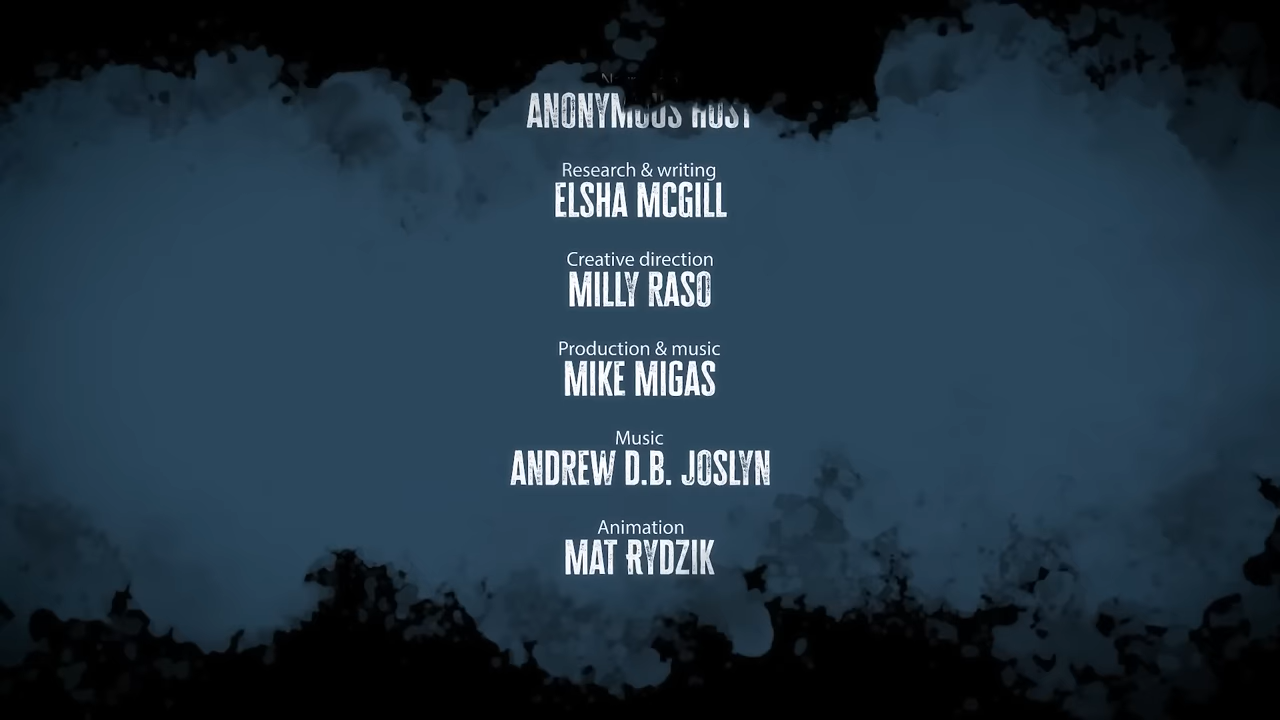 ANONYMOUS HOST
Research & writing
ELSHA MCGILL
Creative direction
MILLY RASO
Production & music
MIKE MIGAS
Music
ANDREW D.B. JOSLYN
Animation
MAT RYDZIK